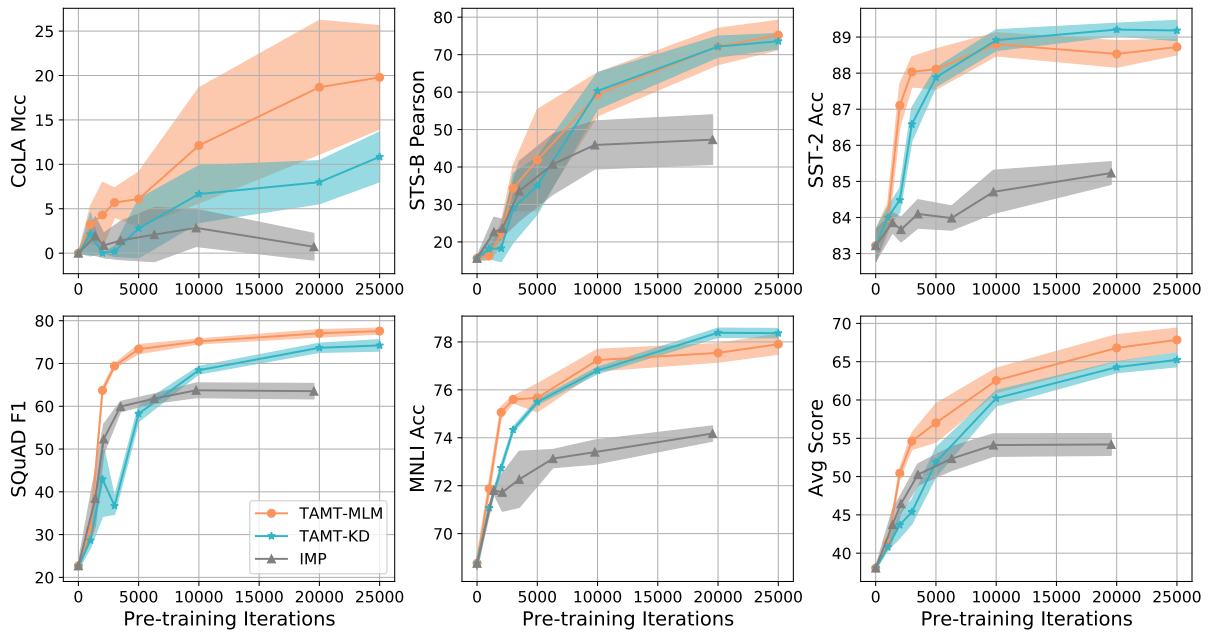 CoLA Mcc
25
20
15
10
5
0
0 5000 10000 15000 20000 25000
STS-B Pearson
80
70
60
50
40
30
20
0 5000 10000 15000 20000 25000
SST-2 Acc
89
88
87
86
85
84
83
0 5000 10000 15000 20000 25000
SQuAD F1
80
70
60
50
40
30
20
TAMT-MLM
TAMT-KD
IMP
0 5000 10000 15000 20000 25000
Pre-training Iterations
MNLI Acc
78
76
74
72
70
0 5000 10000 15000 20000 25000
Pre-training Iterations
Avg Score
70
65
60
55
50
45
40
0 5000 10000 15000 20000 25000
Pre-training Iterations